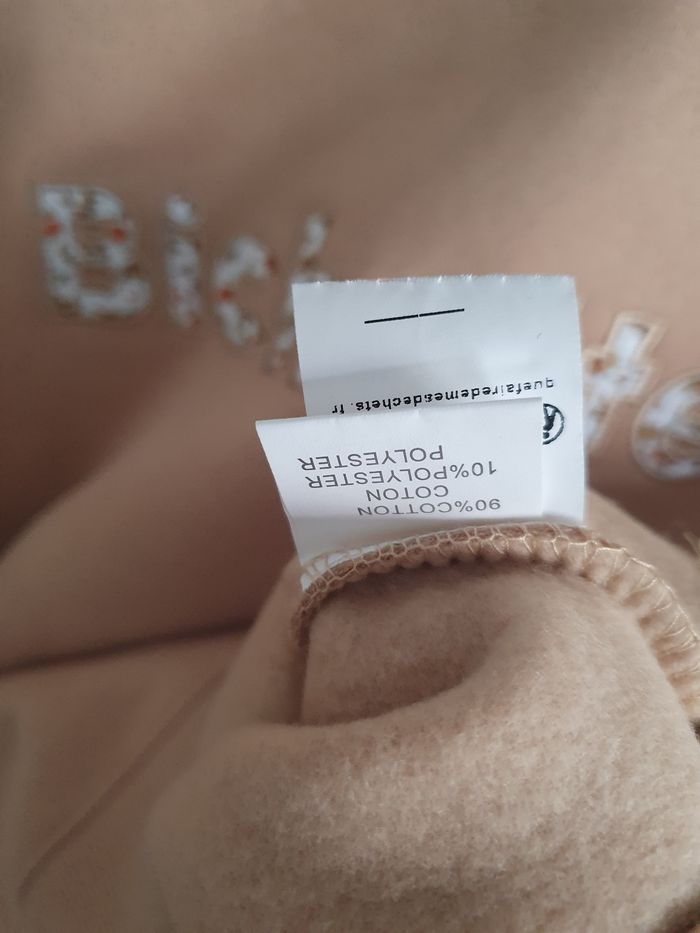 90%COTTON
COTON
10%POLYESTER
POLYESTER
quefairedemesdechets.fr